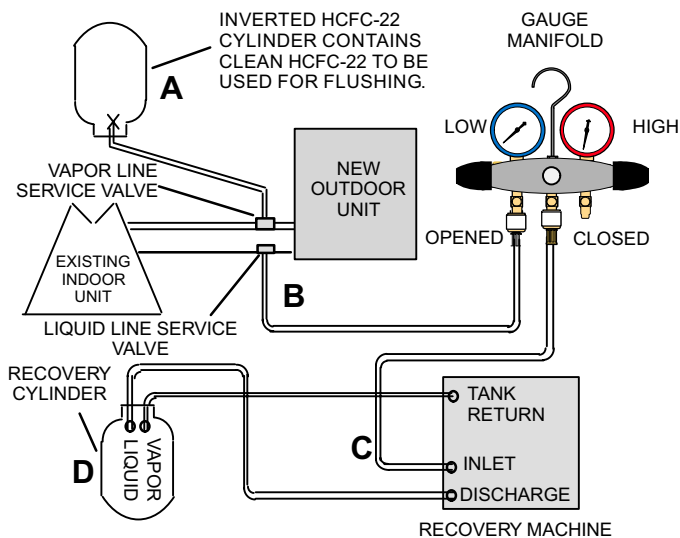 INVERTED HCFC-22
CYLINDER CONTAINS
CLEAN HCFC-22 TO BE
USED FOR FLUSHING.
GAUGE
MANIFOLD
A
LOW
HIGH
VAPOR LINE
SERVICE VALVE
NEW
OUTDOOR
UNIT
OPENED
CLOSED
EXISTING
INDOOR
UNIT
B
LIQUID LINE SERVICE
VALVE
RECOVERY
CYLINDER
TANK
RETURN
C
D
LIQUID
VAPOR
INLET
DISCHARGE
RECOVERY MACHINE